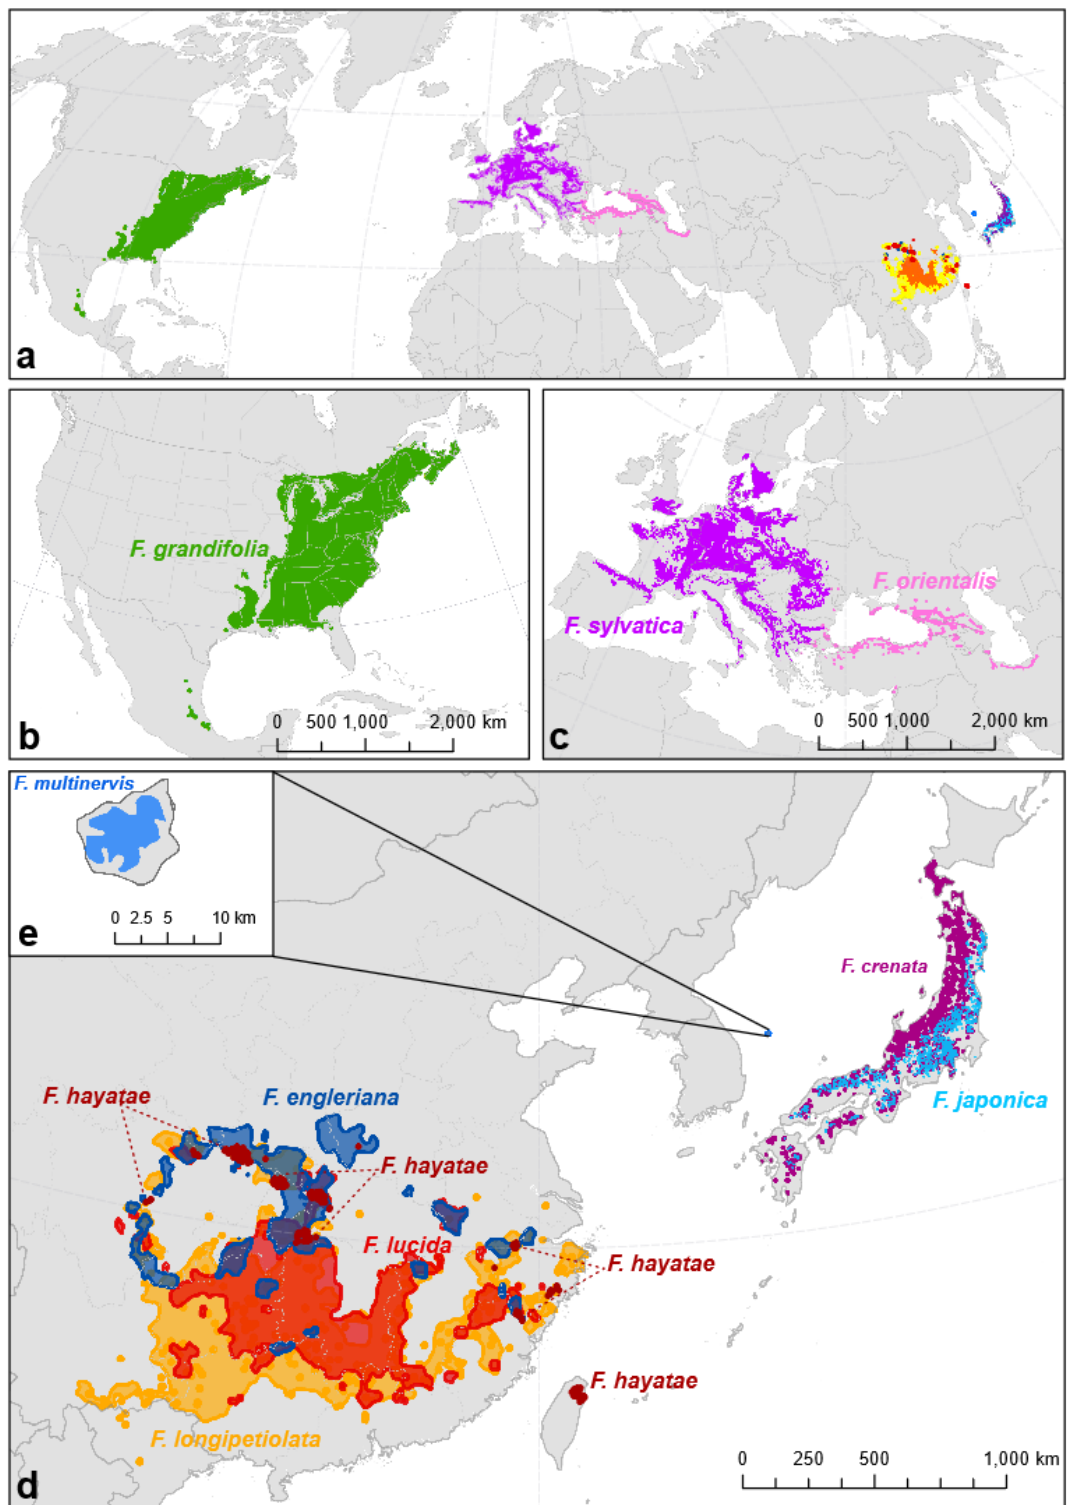 a
F. grandifolia
0 500 1,000 2,000 km
b
F. orientalis
F. sylvatica
0 500 1,000 2,000 km
c
F. multinervis
0 2.5 5 10 km
e
F. crenata
F. japonica
F. hayatae
F. engleriana
F. hayatae
F. lucida
F. hayatae
F. hayatae
F. longipetiolata
0 250 500 1,000 km
d